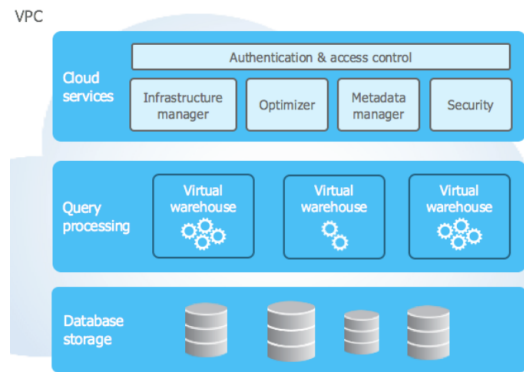 VPC
Cloud
services
Authentication & access control
Infrastructure
manager
Optimizer
Metadata
manager
Security
Query
processing
Virtual
warehouse
Virtual
warehouse
Virtual
warehouse
Database
storage